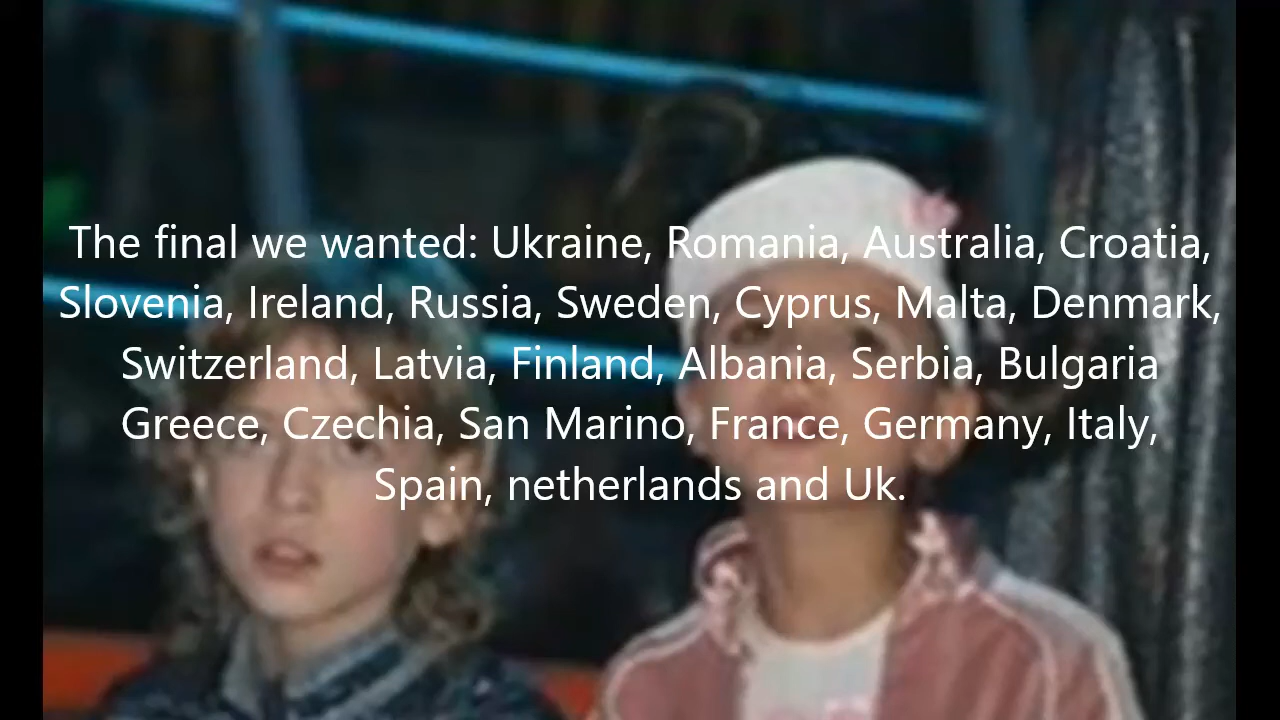 The final we wanted: Ukraine, Romania, Australia, Croatia,
Slovenia, Ireland, Russia, Sweden, Cyprus, Malta, Denmark,
Switzerland, Latvia, Finland, Albania, Serbia, Bulgaria
Greece, Czechia, San Marino, France, Germany, Italy,
Spain, netherlands and Uk.